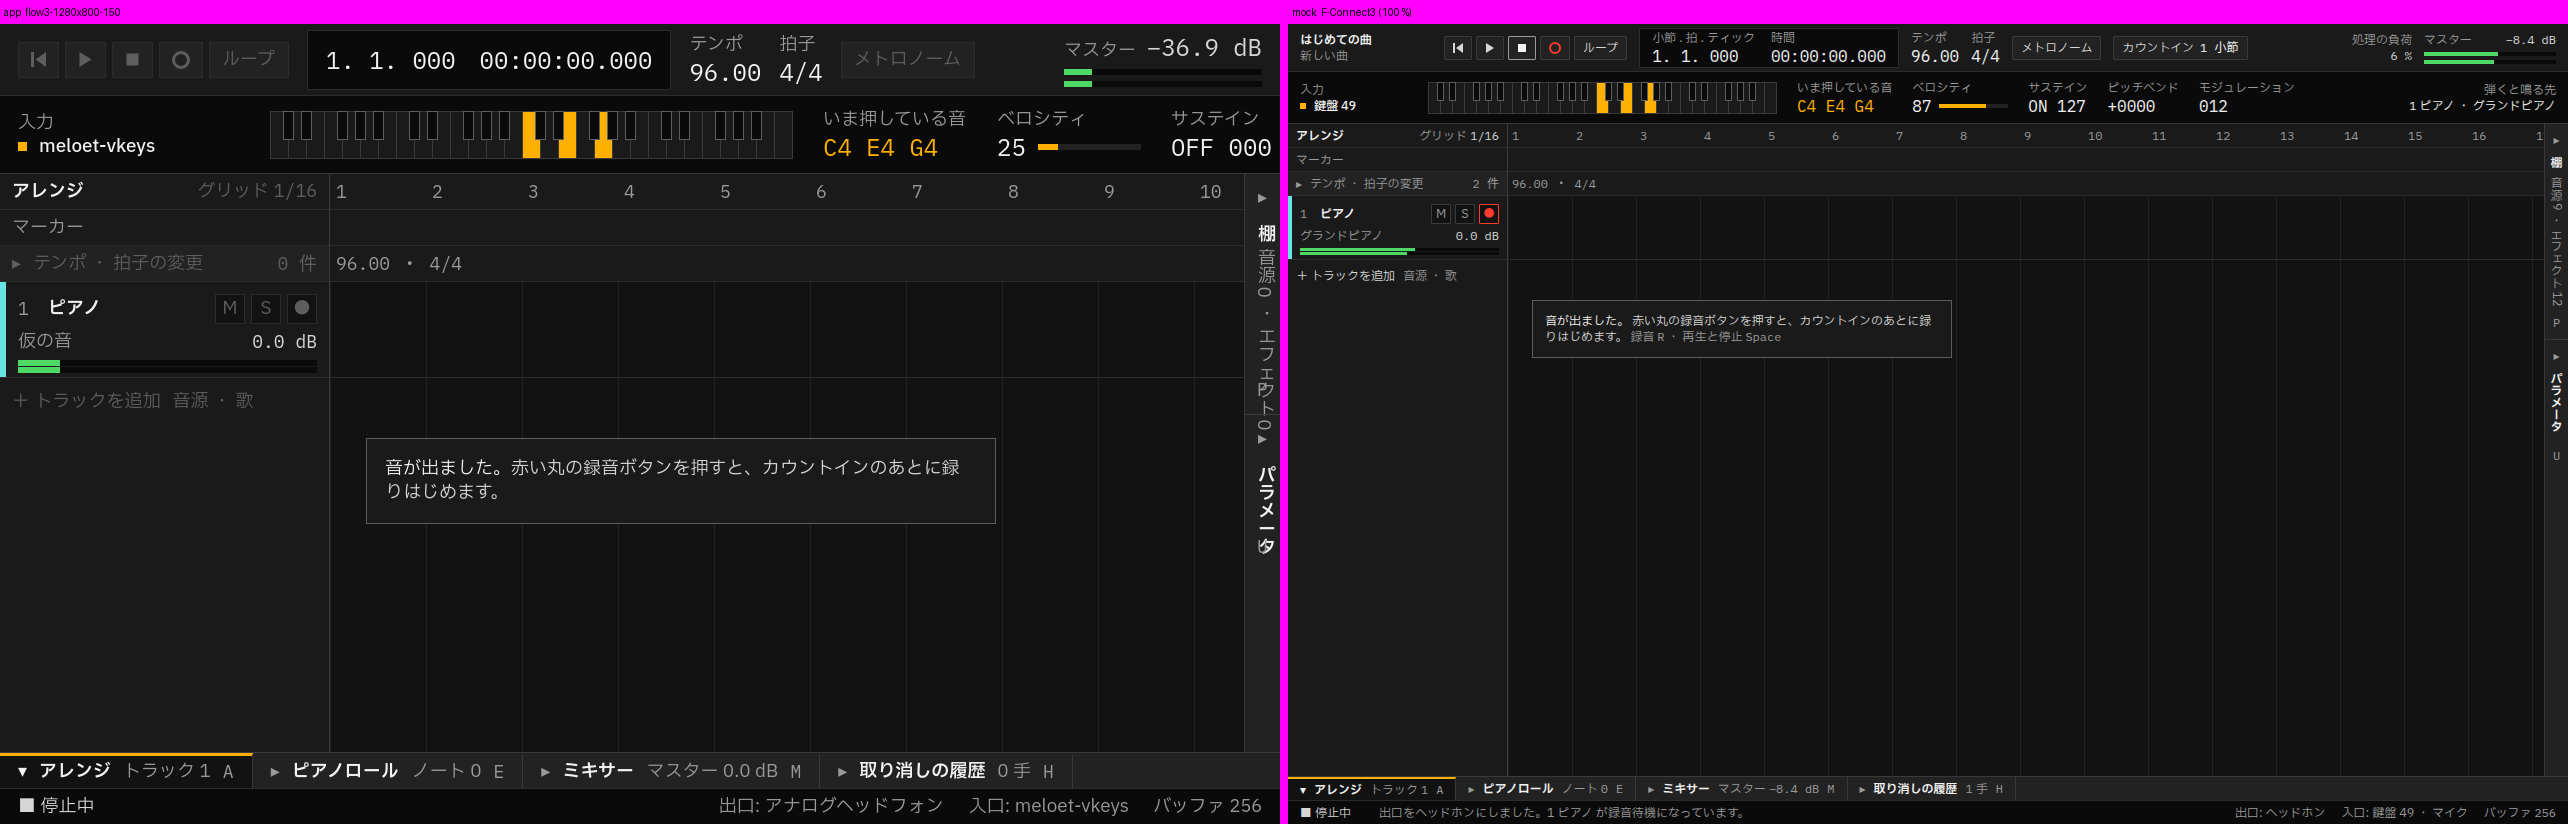 app flow3-1280x800-150
ループ
1. 1. 000 00:00:00.000
テンポ 拍子
96.00 4/4
メトロノーム
マスター −36.9 dB
入力
meloet-vkeys
いま押している音 ベロシティ サステイン
C4 E4 G4 25 OFF 000
アレンジ グリッド 1/16 1 2 3 4 5 6 7 8 9 10
マーカー
▶ テンポ ・ 拍子の変更 0 件 96.00 ・ 4/4
1 ピアノ M S
仮の音 0.0 dB
＋ トラックを追加 音源 ・ 歌
音が出ました。赤い丸の録音ボタンを押すと、カウントインのあとに録
りはじめます。
▶ 棚 音源 0 ・ エフェクト 0
▶ パラメータ
▼ アレンジ トラック 1 A ▶ ピアノロール ノート 0 E ▶ ミキサー マスター 0.0 dB M ▶ 取り消しの履歴 0 手 H
■ 停止中 出口: アナログヘッドフォン 入口: meloet-vkeys バッファ 256
mock F-Connect3 (100 %)
はじめての曲
新しい曲
ループ
小節 . 拍 . ティック 時間
1. 1. 000 00:00:00.000
テンポ 拍子
96.00 4/4
メトロノーム カウントイン 1 小節
処理の負荷 マスター −8.4 dB
6 %
入力
鍵盤 49
いま押している音 ベロシティ サステイン ピッチベンド モジュレーション
C4 E4 G4 87 ON 127 +0000 012
弾くと鳴る先
1 ピアノ ・ グランドピアノ
アレンジ グリッド 1/16 1 2 3 4 5 6 7 8 9 10 11 12 13 14 15 16 1
マーカー
▶ テンポ ・ 拍子の変更 2 件 96.00 ・ 4/4
1 ピアノ M S
グランドピアノ 0.0 dB
＋ トラックを追加 音源 ・ 歌
音が出ました。赤い丸の録音ボタンを押すと、カウントインのあとに録
りはじめます。 録音 R ・ 再生と停止 Space
▶ 棚 音源 9 ・ エフェクト 12 P
▶ パラメータ U
▼ アレンジ トラック 1 A ▶ ピアノロール ノート 0 E ▶ ミキサー マスター −8.4 dB M ▶ 取り消しの履歴 1 手 H
■ 停止中 出口をヘッドホンにしました。1 ピアノ が録音待機になっています。 出口: ヘッドホン 入口: 鍵盤 49 ・ マイク バッファ 256